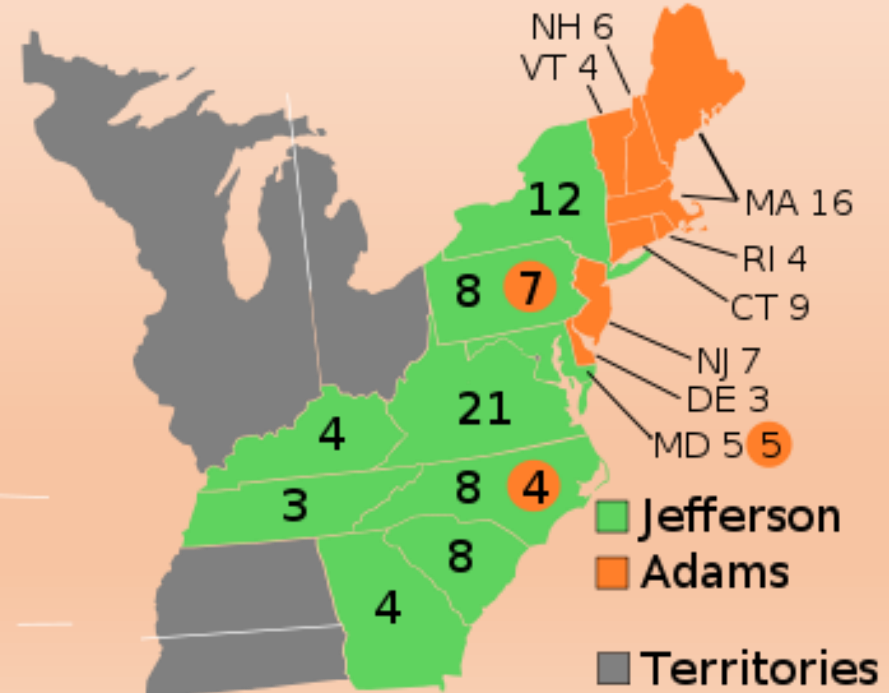 NH 6
VT 4
12
MA 16
RI 4
8 7
CT 9
NJ 7
DE 3
21
4
MD 5 5
8 4
3
Jefferson
8
Adams
4
Territories